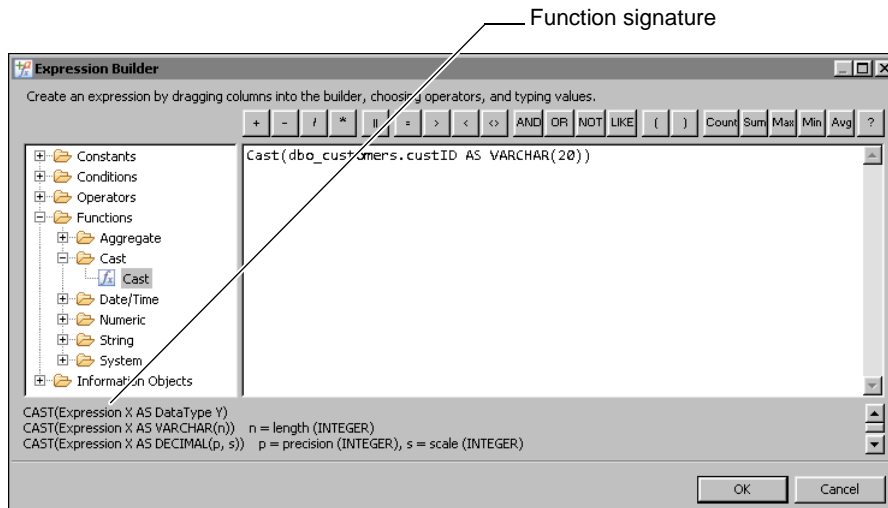 Function signature
Expression Builder
Create an expression by dragging columns into the builder, choosing operators, and typing values.
+ - / * || = > < <> AND OR NOT LIKE ( ) Count Sum Max Min Avg ?
Constants
Conditions
Operators
Functions
Aggregate
Cast
Cast
Date/Time
Numeric
String
System
Information Objects
Cast(dbo_customers.custID AS VARCHAR(20))
CAST(Expression X AS DataType Y)
CAST(Expression X AS VARCHAR(n)) n = length (INTEGER)
CAST(Expression X AS DECIMAL(p, s)) p = precision (INTEGER), s = scale (INTEGER)
OK Cancel